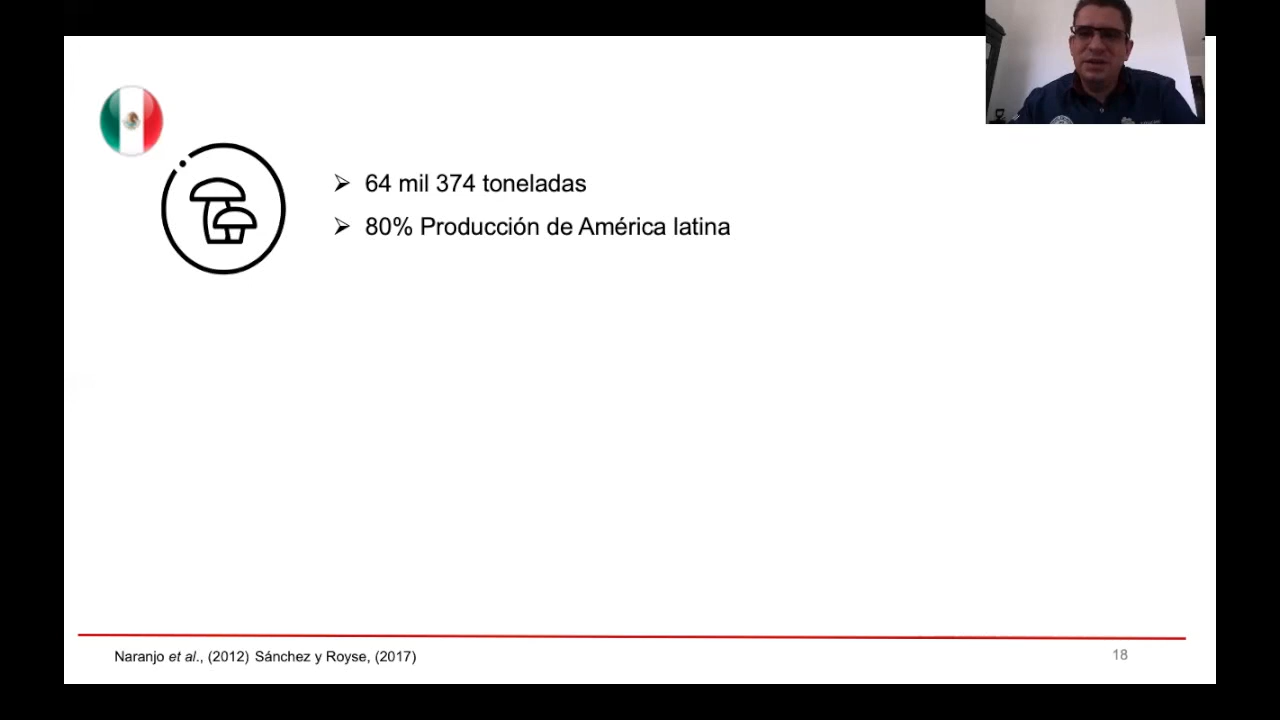 64 mil 374 toneladas
80% Producción de América latina
Naranjo et al., (2012) Sánchez y Royse, (2017)
18